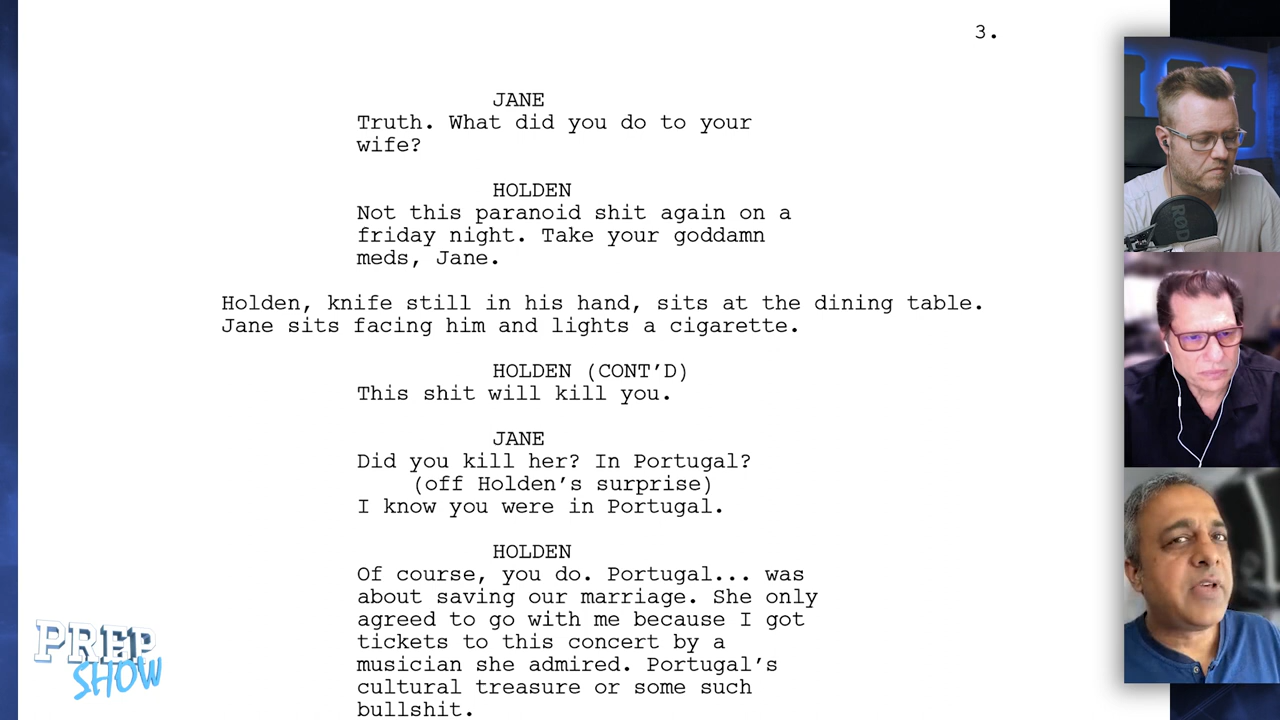 3.
JANE
Truth. What did you do to your
wife?
HOLDEN
Not this paranoid shit again on a
friday night. Take your goddamn
meds, Jane.
Holden, knife still in his hand, sits at the dining table.
Jane sits facing him and lights a cigarette.
HOLDEN (CONT’D)
This shit will kill you.
JANE
Did you kill her? In Portugal?
(off Holden’s surprise)
I know you were in Portugal.
HOLDEN
Of course, you do. Portugal... was
about saving our marriage. She only
agreed to go with me because I got
tickets to this concert by a
musician she admired. Portugal’s
cultural treasure or some such
bullshit.
PREP
SHOW
RØDE